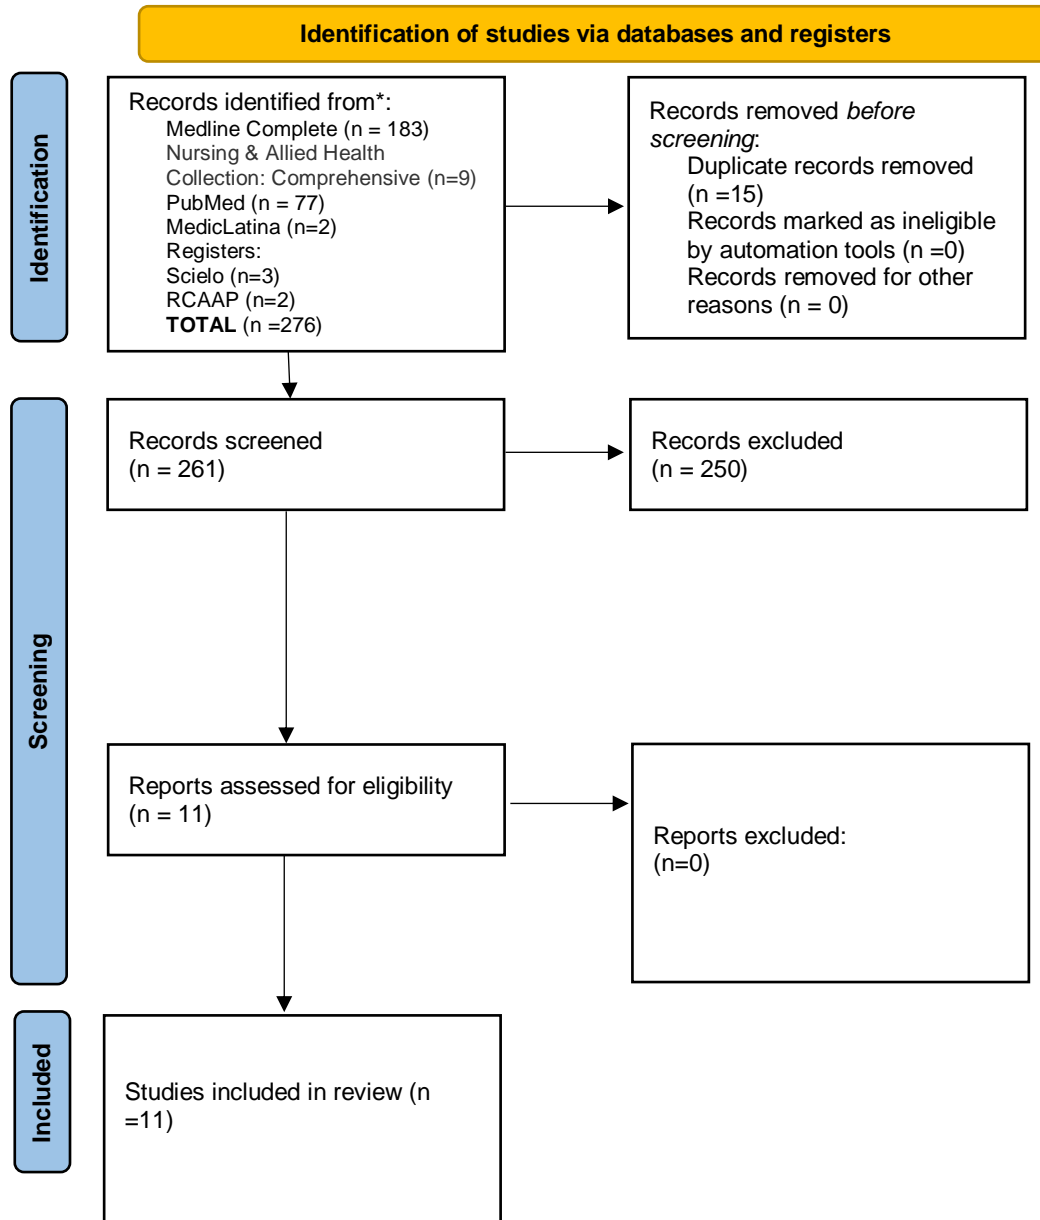 Identification of studies via databases and registers
Identification
Records identified from*:
Medline Complete (n = 183)
Nursing & Allied Health
Collection: Comprehensive (n=9)
PubMed (n = 77)
MedicLatina (n=2)
Registers:
Scielo (n=3)
RCAAP (n=2)
TOTAL (n =276)
Records removed before
screening:
Duplicate records removed
(n =15)
Records marked as ineligible
by automation tools (n =0)
Records removed for other
reasons (n = 0)
Screening
Records screened
(n = 261)
Records excluded
(n = 250)
Reports assessed for eligibility
(n = 11)
Reports excluded:
(n=0)
Included
Studies included in review (n
=11)